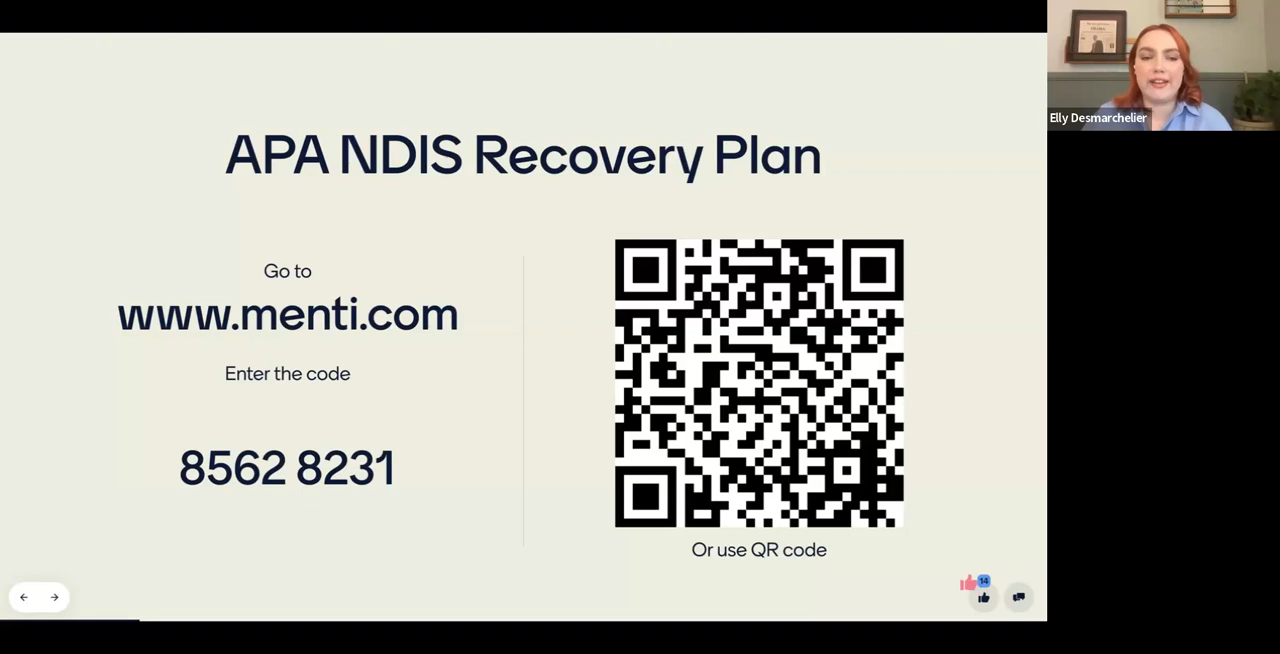 APA NDIS Recovery Plan
Go to
www.menti.com
Enter the code
8562 8231
Or use QR code
14
Elly Desmarchelier